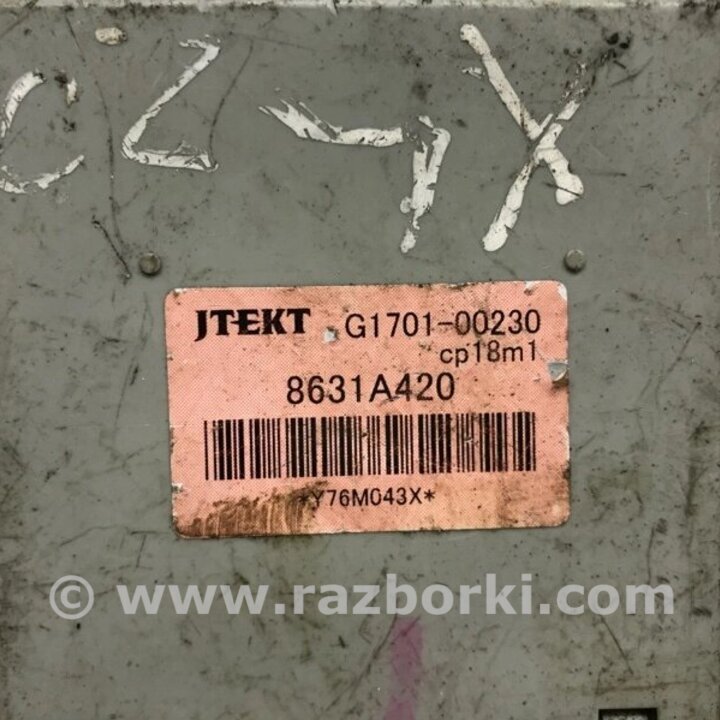 CZ4X
JTEKT G1701-00230
cp18m1
8631A420
*Y76M043X*
© www.razborki.com